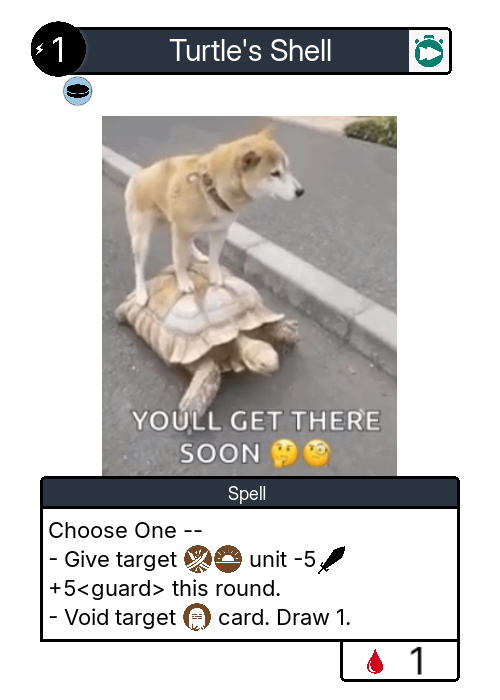 1
Turtle's Shell
YOULL GET THERE
SOON 🤔🧐
Spell
Choose One --
- Give target unit -5
+5<guard> this round.
- Void target card. Draw 1.
1